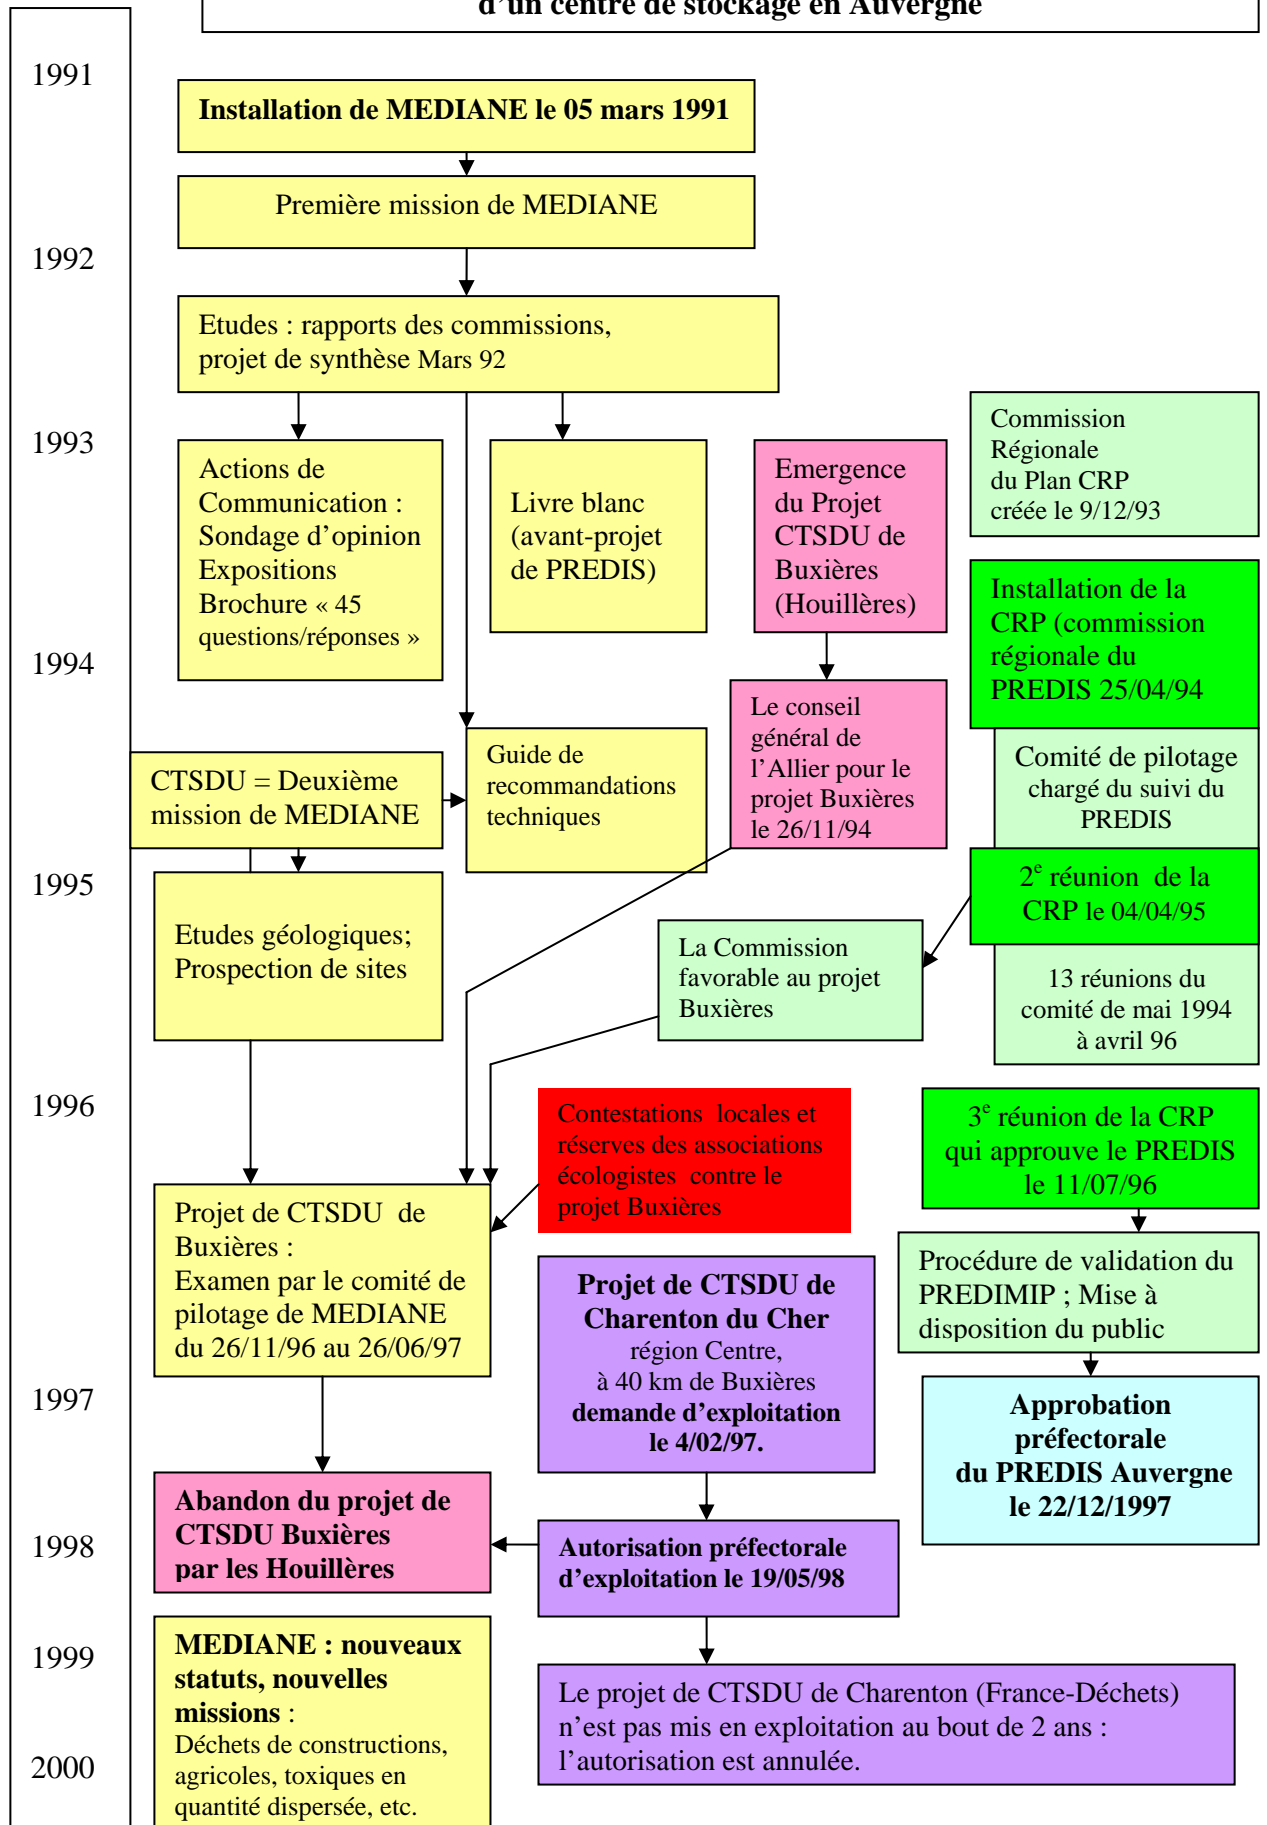 d'un centre de stockage en Auvergne
1991
Installation de MEDIANE le 05 mars 1991
Première mission de MEDIANE
1992
Etudes : rapports des commissions,
projet de synthèse Mars 92
1993
Actions de
Communication :
Sondage d'opinion
Expositions
Brochure « 45
questions/réponses »
Livre blanc
(avant-projet
de PREDIS)
Emergence
du Projet
CTSDU de
Buxières
(Houillères)
Commission
Régionale
du Plan CRP
créée le 9/12/93
Installation de la
CRP (commission
régionale du
PREDIS 25/04/94
1994
Le conseil
général de
l'Allier pour le
projet Buxières
le 26/11/94
Guide de
recommandations
techniques
CTSDU = Deuxième
mission de MEDIANE
Comité de pilotage
chargé du suivi du
PREDIS
1995
2e réunion de la
CRP le 04/04/95
Etudes géologiques;
Prospection de sites
La Commission
favorable au projet
Buxières
13 réunions du
comité de mai 1994
à avril 96
1996
Contestations locales et
réserves des associations
écologistes contre le
projet Buxières
3e réunion de la CRP
qui approuve le PREDIS
le 11/07/96
Projet de CTSDU de
Buxières :
Examen par le comité de
pilotage de MEDIANE
du 26/11/96 au 26/06/97
Projet de CTSDU de
Charenton du Cher
région Centre,
à 40 km de Buxières
demande d'exploitation
le 4/02/97.
Procédure de validation du
PREDIMIP ; Mise à
disposition du public
1997
Approbation
préfectorale
du PREDIS Auvergne
le 22/12/1997
Abandon du projet de
CTSDU Buxières
par les Houillères
1998
Autorisation préfectorale
d'exploitation le 19/05/98
1999
MEDIANE : nouveaux
statuts, nouvelles
missions :
Déchets de constructions,
agricoles, toxiques en
quantité dispersée, etc.
Le projet de CTSDU de Charenton (France-Déchets)
n'est pas mis en exploitation au bout de 2 ans :
l'autorisation est annulée.
2000